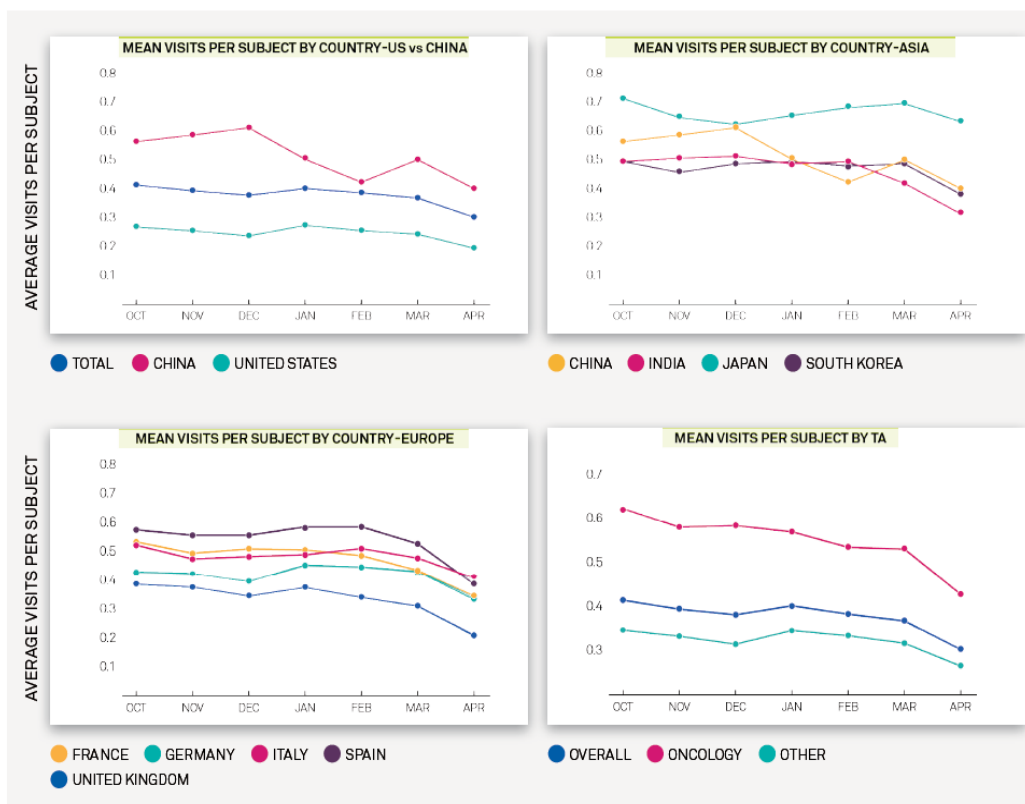 MEAN VISITS PER SUBJECT BY COUNTRY-US vs CHINA
AVERAGE VISITS PER SUBJECT
0.8
0.7
0.6
0.5
0.4
0.3
0.2
0.1
OCT NOV DEC JAN FEB MAR APR
TOTAL CHINA UNITED STATES
MEAN VISITS PER SUBJECT BY COUNTRY-ASIA
0.8
0.7
0.6
0.5
0.4
0.3
0.2
0.1
OCT NOV DEC JAN FEB MAR APR
CHINA INDIA JAPAN SOUTH KOREA
MEAN VISITS PER SUBJECT BY COUNTRY-EUROPE
AVERAGE VISITS PER SUBJECT
0.8
0.7
0.6
0.5
0.4
0.3
0.2
0.1
OCT NOV DEC JAN FEB MAR APR
FRANCE GERMANY ITALY SPAIN
UNITED KINGDOM
MEAN VISITS PER SUBJECT BY TA
0.7
0.6
0.5
0.4
0.3
OCT NOV DEC JAN FEB MAR APR
OVERALL ONCOLOGY OTHER